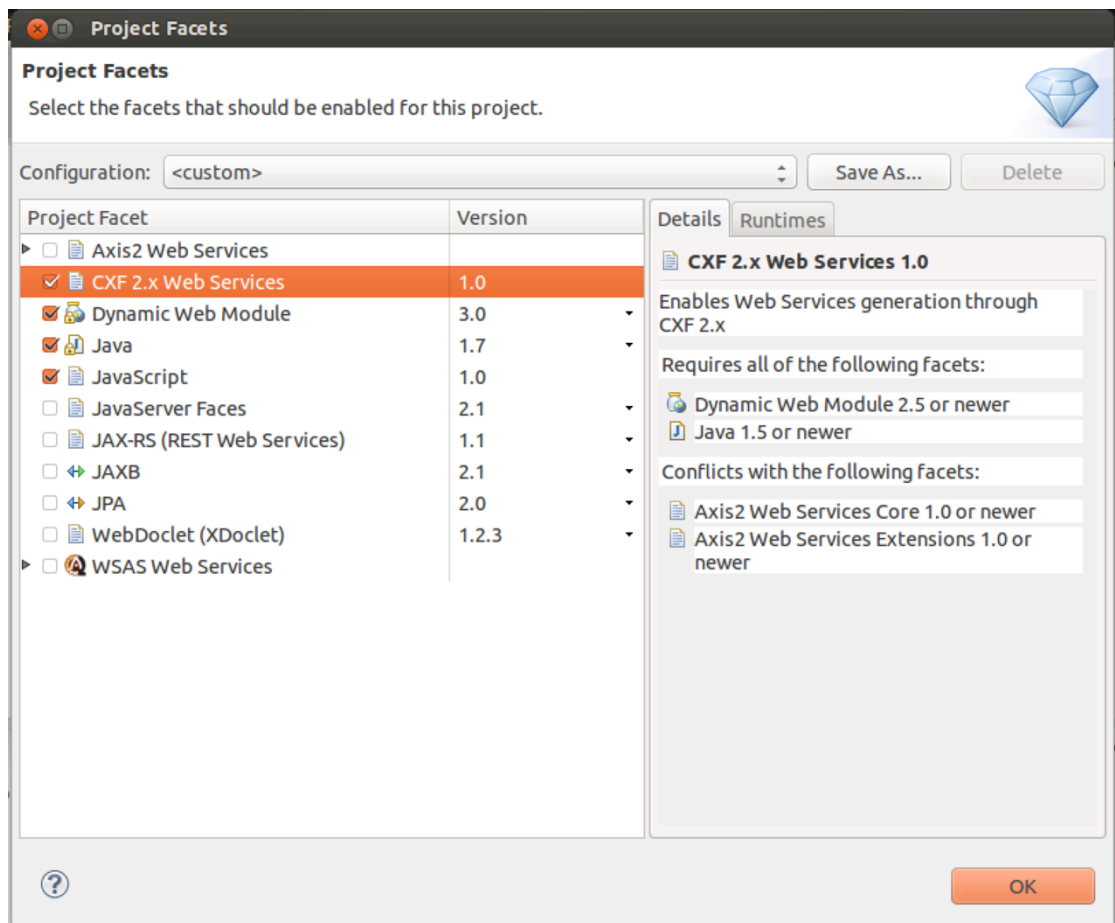 Project Facets
Project Facets
Select the facets that should be enabled for this project.
Configuration: <custom> Save As... Delete
Project Facet Version
Axis2 Web Services
CXF 2.x Web Services 1.0
Dynamic Web Module 3.0
Java 1.7
JavaScript 1.0
JavaServer Faces 2.1
JAX-RS (REST Web Services) 1.1
JAXB 2.1
JPA 2.0
WebDoclet (XDoclet) 1.2.3
WSAS Web Services
Details Runtimes
CXF 2.x Web Services 1.0
Enables Web Services generation through
CXF 2.x
Requires all of the following facets:
Dynamic Web Module 2.5 or newer
Java 1.5 or newer
Conflicts with the following facets:
Axis2 Web Services Core 1.0 or newer
Axis2 Web Services Extensions 1.0 or
newer
OK